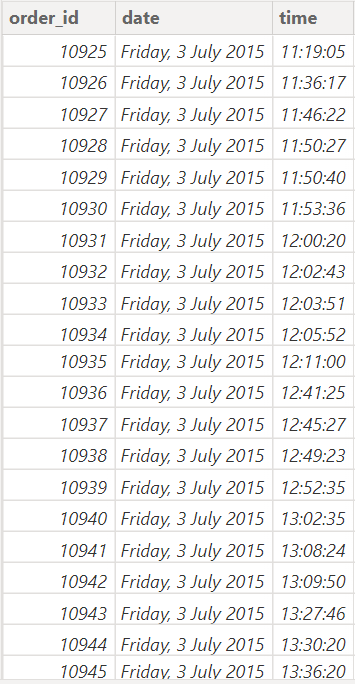 order_id date time
10925 Friday, 3 July 2015 11:19:05
10926 Friday, 3 July 2015 11:36:17
10927 Friday, 3 July 2015 11:46:22
10928 Friday, 3 July 2015 11:50:27
10929 Friday, 3 July 2015 11:50:40
10930 Friday, 3 July 2015 11:53:36
10931 Friday, 3 July 2015 12:00:20
10932 Friday, 3 July 2015 12:02:43
10933 Friday, 3 July 2015 12:03:51
10934 Friday, 3 July 2015 12:05:52
10935 Friday, 3 July 2015 12:11:00
10936 Friday, 3 July 2015 12:41:25
10937 Friday, 3 July 2015 12:45:27
10938 Friday, 3 July 2015 12:49:23
10939 Friday, 3 July 2015 12:52:35
10940 Friday, 3 July 2015 13:02:35
10941 Friday, 3 July 2015 13:08:24
10942 Friday, 3 July 2015 13:09:50
10943 Friday, 3 July 2015 13:27:46
10944 Friday, 3 July 2015 13:30:20
10945 Friday, 3 July 2015 13:36:20